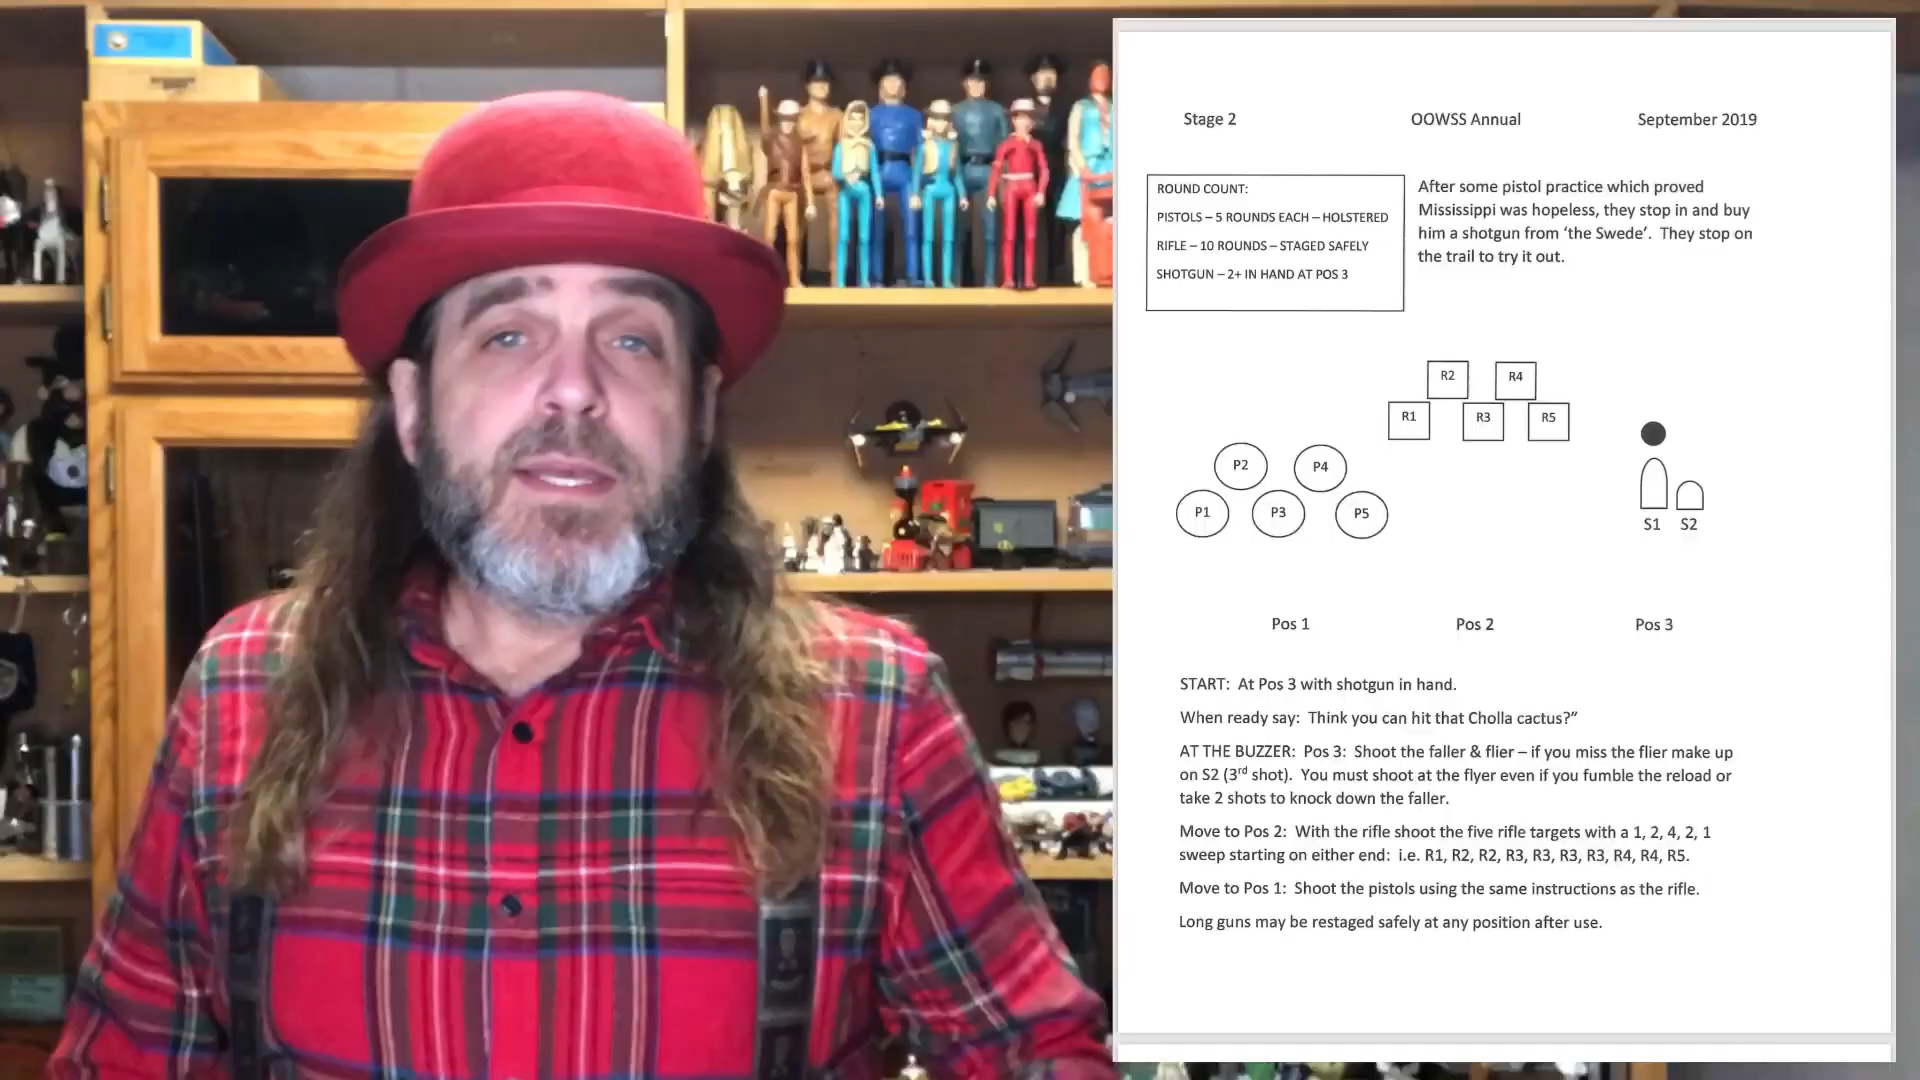 Stage 2 OOWSS Annual September 2019
ROUND COUNT:
PISTOLS – 5 ROUNDS EACH – HOLSTERED
RIFLE – 10 ROUNDS – STAGED SAFELY
SHOTGUN – 2+ IN HAND AT POS 3
After some pistol practice which proved
Mississippi was hopeless, they stop in and buy
him a shotgun from ‘the Swede’. They stop on
the trail to try it out.
R2 R4
R1 R3 R5
P2 P4
P1 P3 P5
S1 S2
Pos 1 Pos 2 Pos 3
START: At Pos 3 with shotgun in hand.
When ready say: Think you can hit that Cholla cactus?”
AT THE BUZZER: Pos 3: Shoot the faller & flier – if you miss the flier make up
on S2 (3rd shot). You must shoot at the flyer even if you fumble the reload or
take 2 shots to knock down the faller.
Move to Pos 2: With the rifle shoot the five rifle targets with a 1, 2, 4, 2, 1
sweep starting on either end: i.e. R1, R2, R2, R3, R3, R3, R3, R4, R4, R5.
Move to Pos 1: Shoot the pistols using the same instructions as the rifle.
Long guns may be restaged safely at any position after use.